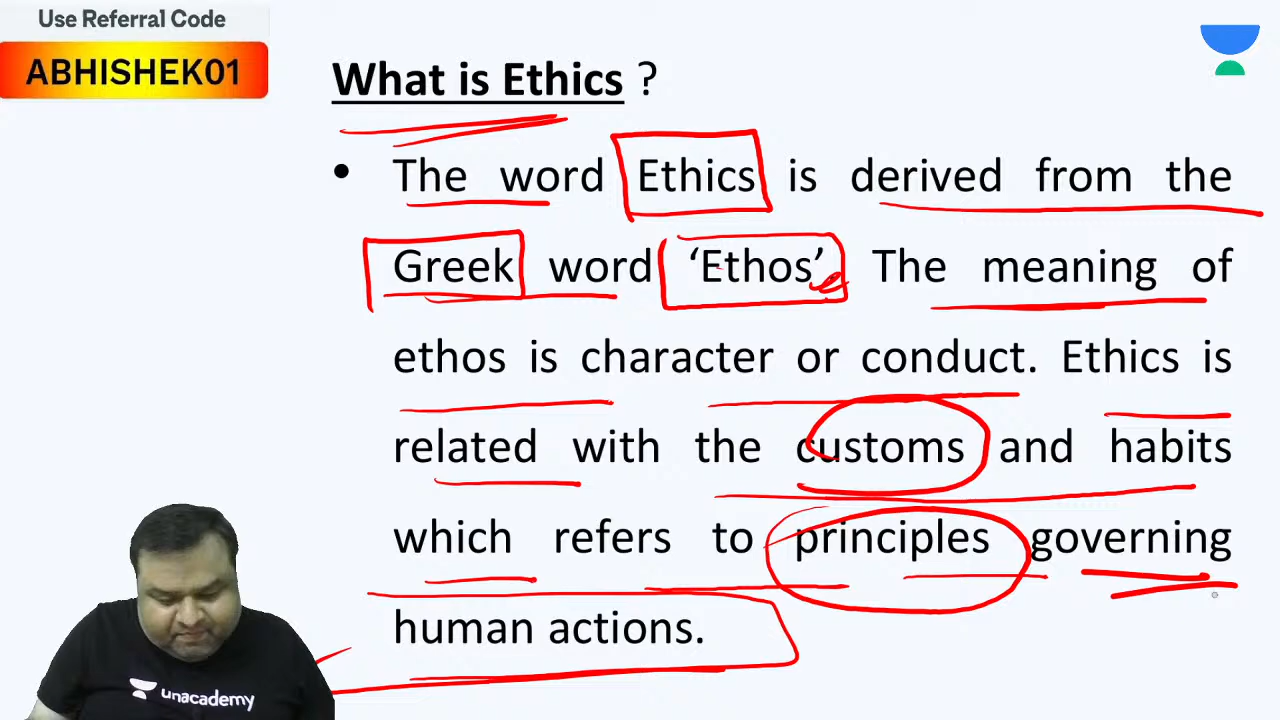 Use Referral Code
ABHISHEK01
What is Ethics ?
• The word Ethics is derived from the
Greek word ‘Ethos’ The meaning of
ethos is character or conduct. Ethics is
related with the customs and habits
which refers to principles governing
human actions.
unacademy